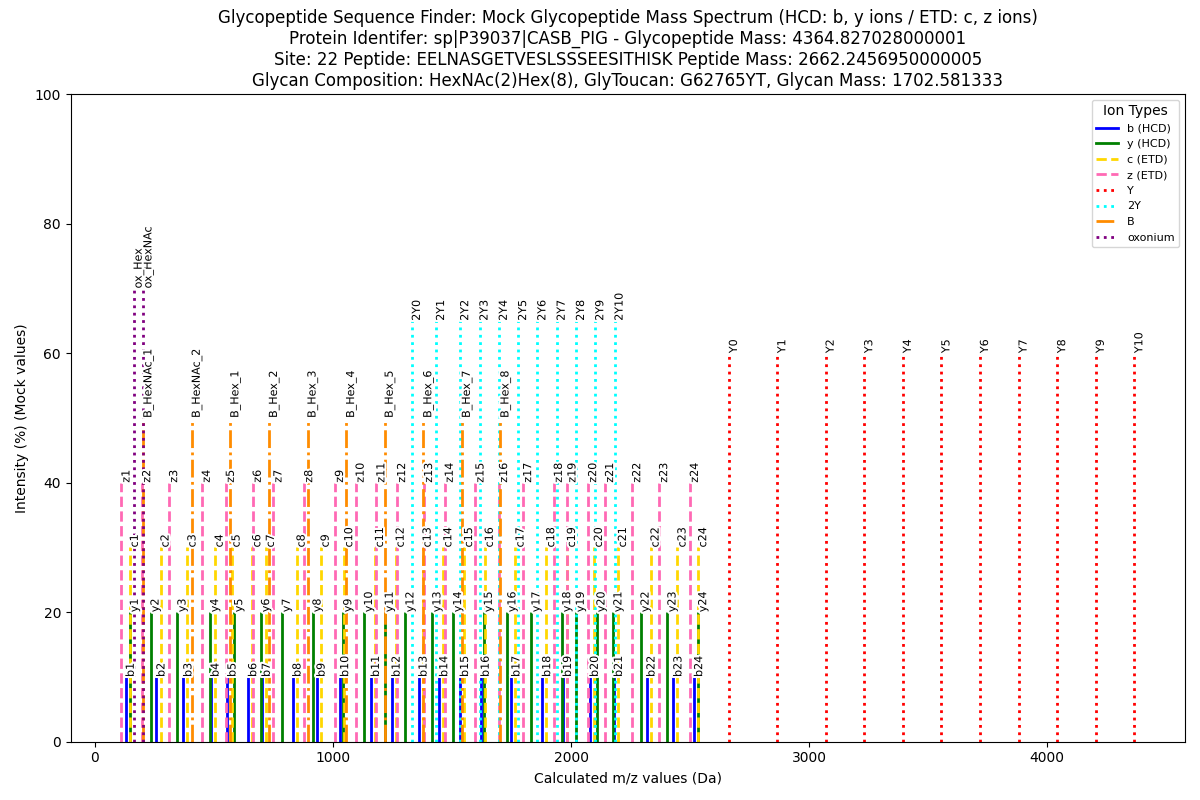 Glycopeptide Sequence Finder: Mock Glycopeptide Mass Spectrum (HCD: b, y ions / ETD: c, z ions)
Protein Identifer: sp|P39037|CASB_PIG - Glycopeptide Mass: 4364.827028000001
Site: 22 Peptide: EELNASGETVESLSSSEESITHISK Peptide Mass: 2662.2456950000005
Glycan Composition: HexNAc(2)Hex(8), GlyToucan: G62765YT, Glycan Mass: 1702.581333
Intensity (%) (Mock values)
100
80
60
40
20
0
Ion Types
b (HCD)
y (HCD)
c (ETD)
z (ETD)
Y
2Y
B
oxonium
ox_Hex
ox_HexNAc
2Y0
2Y1
2Y2
2Y3
2Y4
2Y5
2Y6
2Y7
2Y8
2Y9
2Y10
Y0
Y1
Y2
Y3
Y4
Y5
Y6
Y7
Y8
Y9
Y10
B_HexNAc_1
B_HexNAc_2
B_Hex_1
B_Hex_2
B_Hex_3
B_Hex_4
B_Hex_5
B_Hex_6
B_Hex_7
B_Hex_8
z1
z2
z3
z4
z5
z6
z7
z8
z9
z10
z11
z12
z13
z14
z15
z16
z17
z18
z19
z20
z21
z22
z23
z24
c1
c2
c3
c4
c5
c6
c7
c8
c9
c10
c11
c12
c13
c14
c15
c16
c17
c18
c19
c20
c21
c22
c23
c24
y1
y2
y3
y4
y5
y6
y7
y8
y9
y10
y11
y12
y13
y14
y15
y16
y17
y18
y19
y20
y21
y22
y23
y24
b1
b2
b3
b4
b5
b6
b7
b8
b9
b10
b11
b12
b13
b14
b15
b16
b17
b18
b19
b20
b21
b22
b23
b24
0
1000
2000
3000
4000
Calculated m/z values (Da)